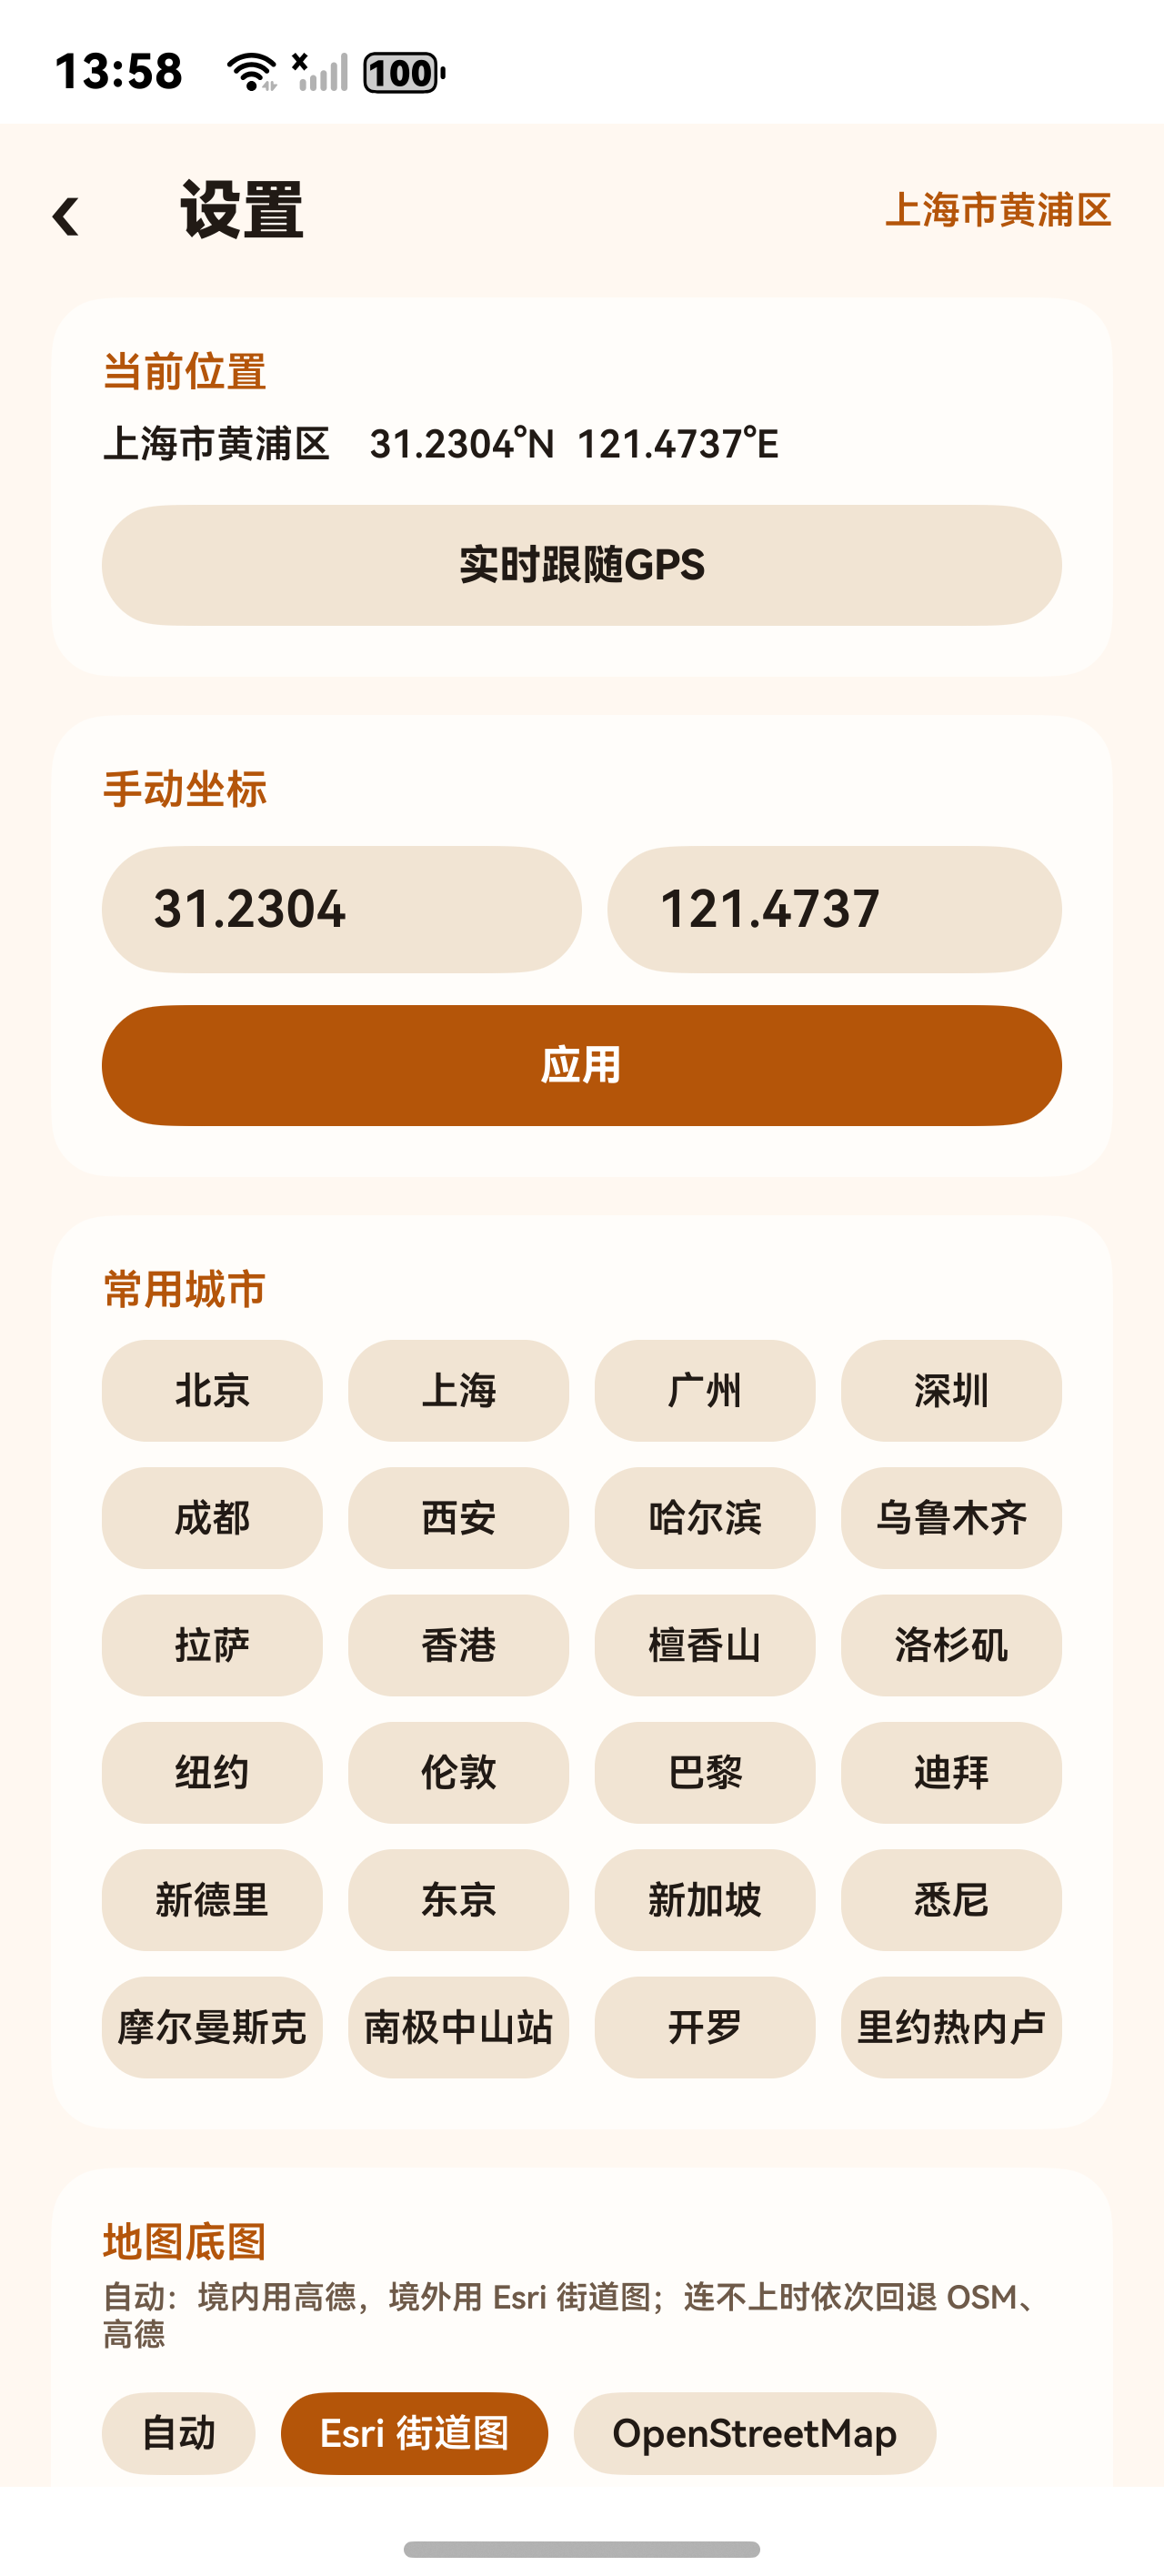 13:58
100
设置
上海市黄浦区
当前位置
上海市黄浦区 31.2304°N 121.4737°E
实时跟随GPS
手动坐标
31.2304 121.4737
应用
常用城市
北京 上海 广州 深圳
成都 西安 哈尔滨 乌鲁木齐
拉萨 香港 檀香山 洛杉矶
纽约 伦敦 巴黎 迪拜
新德里 东京 新加坡 悉尼
摩尔曼斯克 南极中山站 开罗 里约热内卢
地图底图
自动：境内用高德，境外用 Esri 街道图；连不上时依次回退 OSM、
高德
自动 Esri 街道图 OpenStreetMap